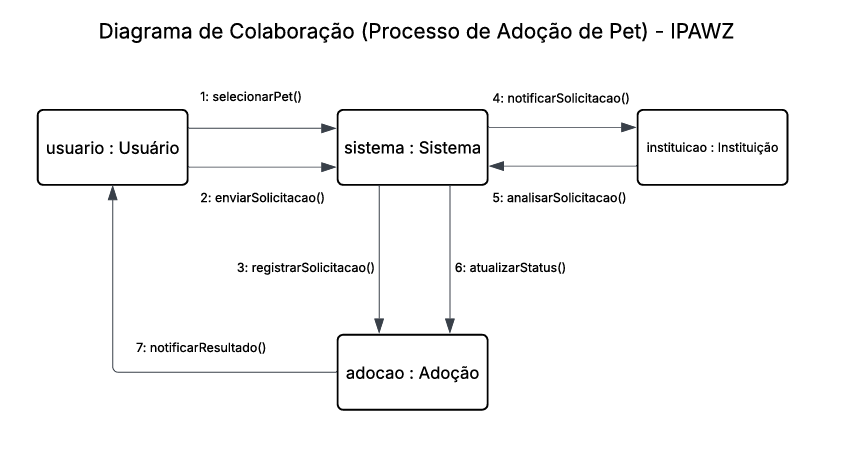 Diagrama de Colaboração (Processo de Adoção de Pet) - IPAWZ
1: selecionarPet()
4: notificarSolicitacao()
usuario : Usuário
sistema : Sistema
instituicao : Instituição
2: enviarSolicitacao()
5: analisarSolicitacao()
3: registrarSolicitacao()
6: atualizarStatus()
7: notificarResultado()
adocao : Adoção